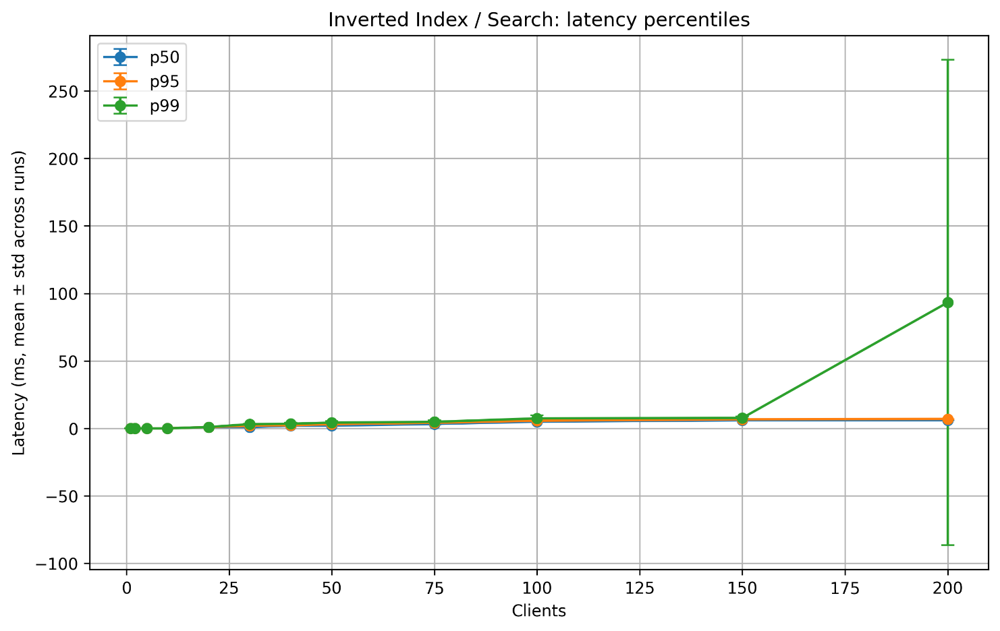 Inverted Index / Search: latency percentiles
p50
p95
p99
250
200
150
100
50
0
−50
−100
Latency (ms, mean ± std across runs)
0 25 50 75 100 125 150 175 200
Clients